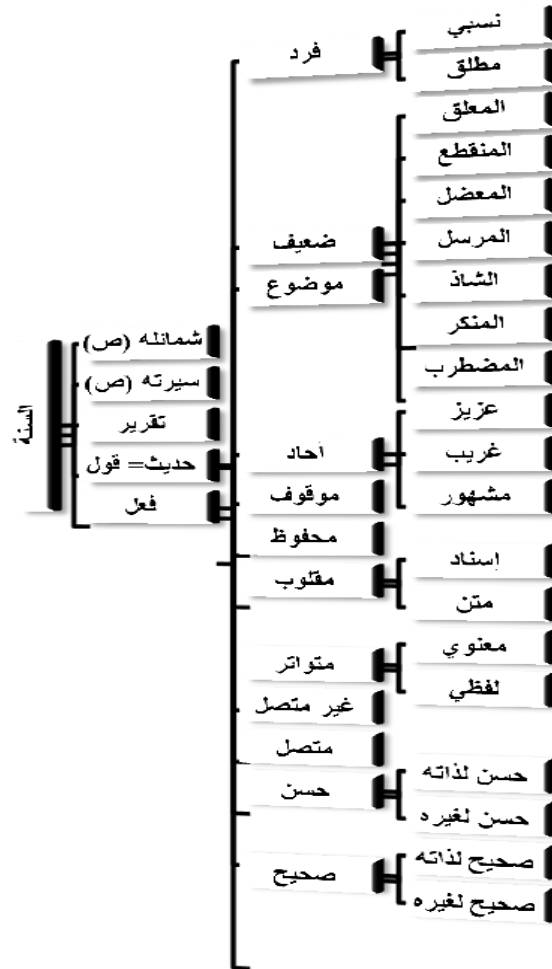 السنة
شمائله (ص)
سيرته (ص)
تقرير
حديث= قول
فعل
فرد
نسبي
مطلق
ضعيف
موضوع
المعلق
المنقطع
المعضل
المرسل
الشاذ
المنكر
المضطرب
آحاد
عزيز
غريب
مشهور
موقوف
محفوظ
مقلوب
إسناد
متن
متواتر
معنوي
لفظي
غير متصل
متصل
حسن
حسن لذاته
حسن لغيره
صحيح
صحيح لذاته
صحيح لغيره